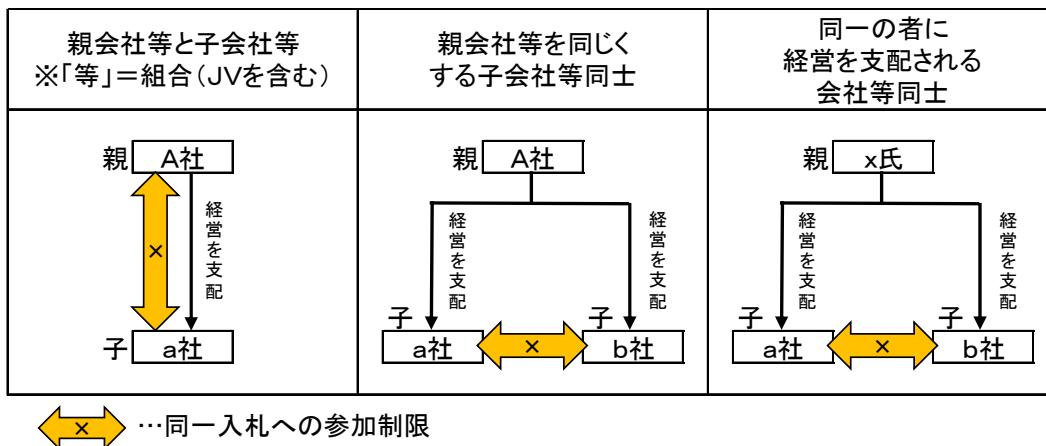 親会社等と子会社等
※「等」＝組合（JVを含む）
親会社等を同じく
する子会社等同士
同一の者に
経営を支配される
会社等同士
親 A社
経営を支配
×
子 a社
親 A社
経営を支配
経営を支配
子
子
a社 × b社
親 x氏
経営を支配
経営を支配
子
子
a社 × b社
× …同一入札への参加制限